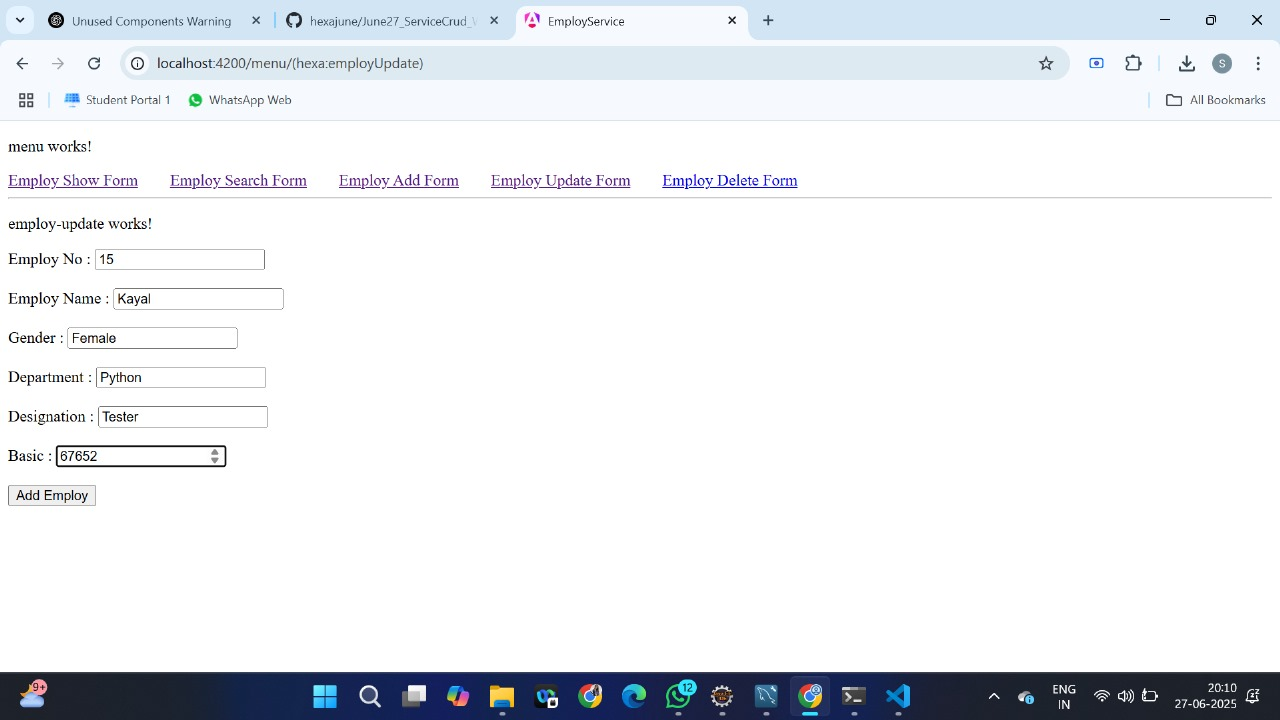 Unused Components Warning
hexajune/June27_ServiceCrud_
EmployService
localhost:4200/menu/(hexa:employUpdate)
S
Student Portal 1
WhatsApp Web
All Bookmarks
menu works!
Employ Show Form Employ Search Form Employ Add Form Employ Update Form Employ Delete Form
employ-update works!
Employ No : 15
Employ Name : Kayal
Gender : Female
Department : Python
Designation : Tester
Basic : 67652
Add Employ
9+
12
ENG
IN
20:10
27-06-2025